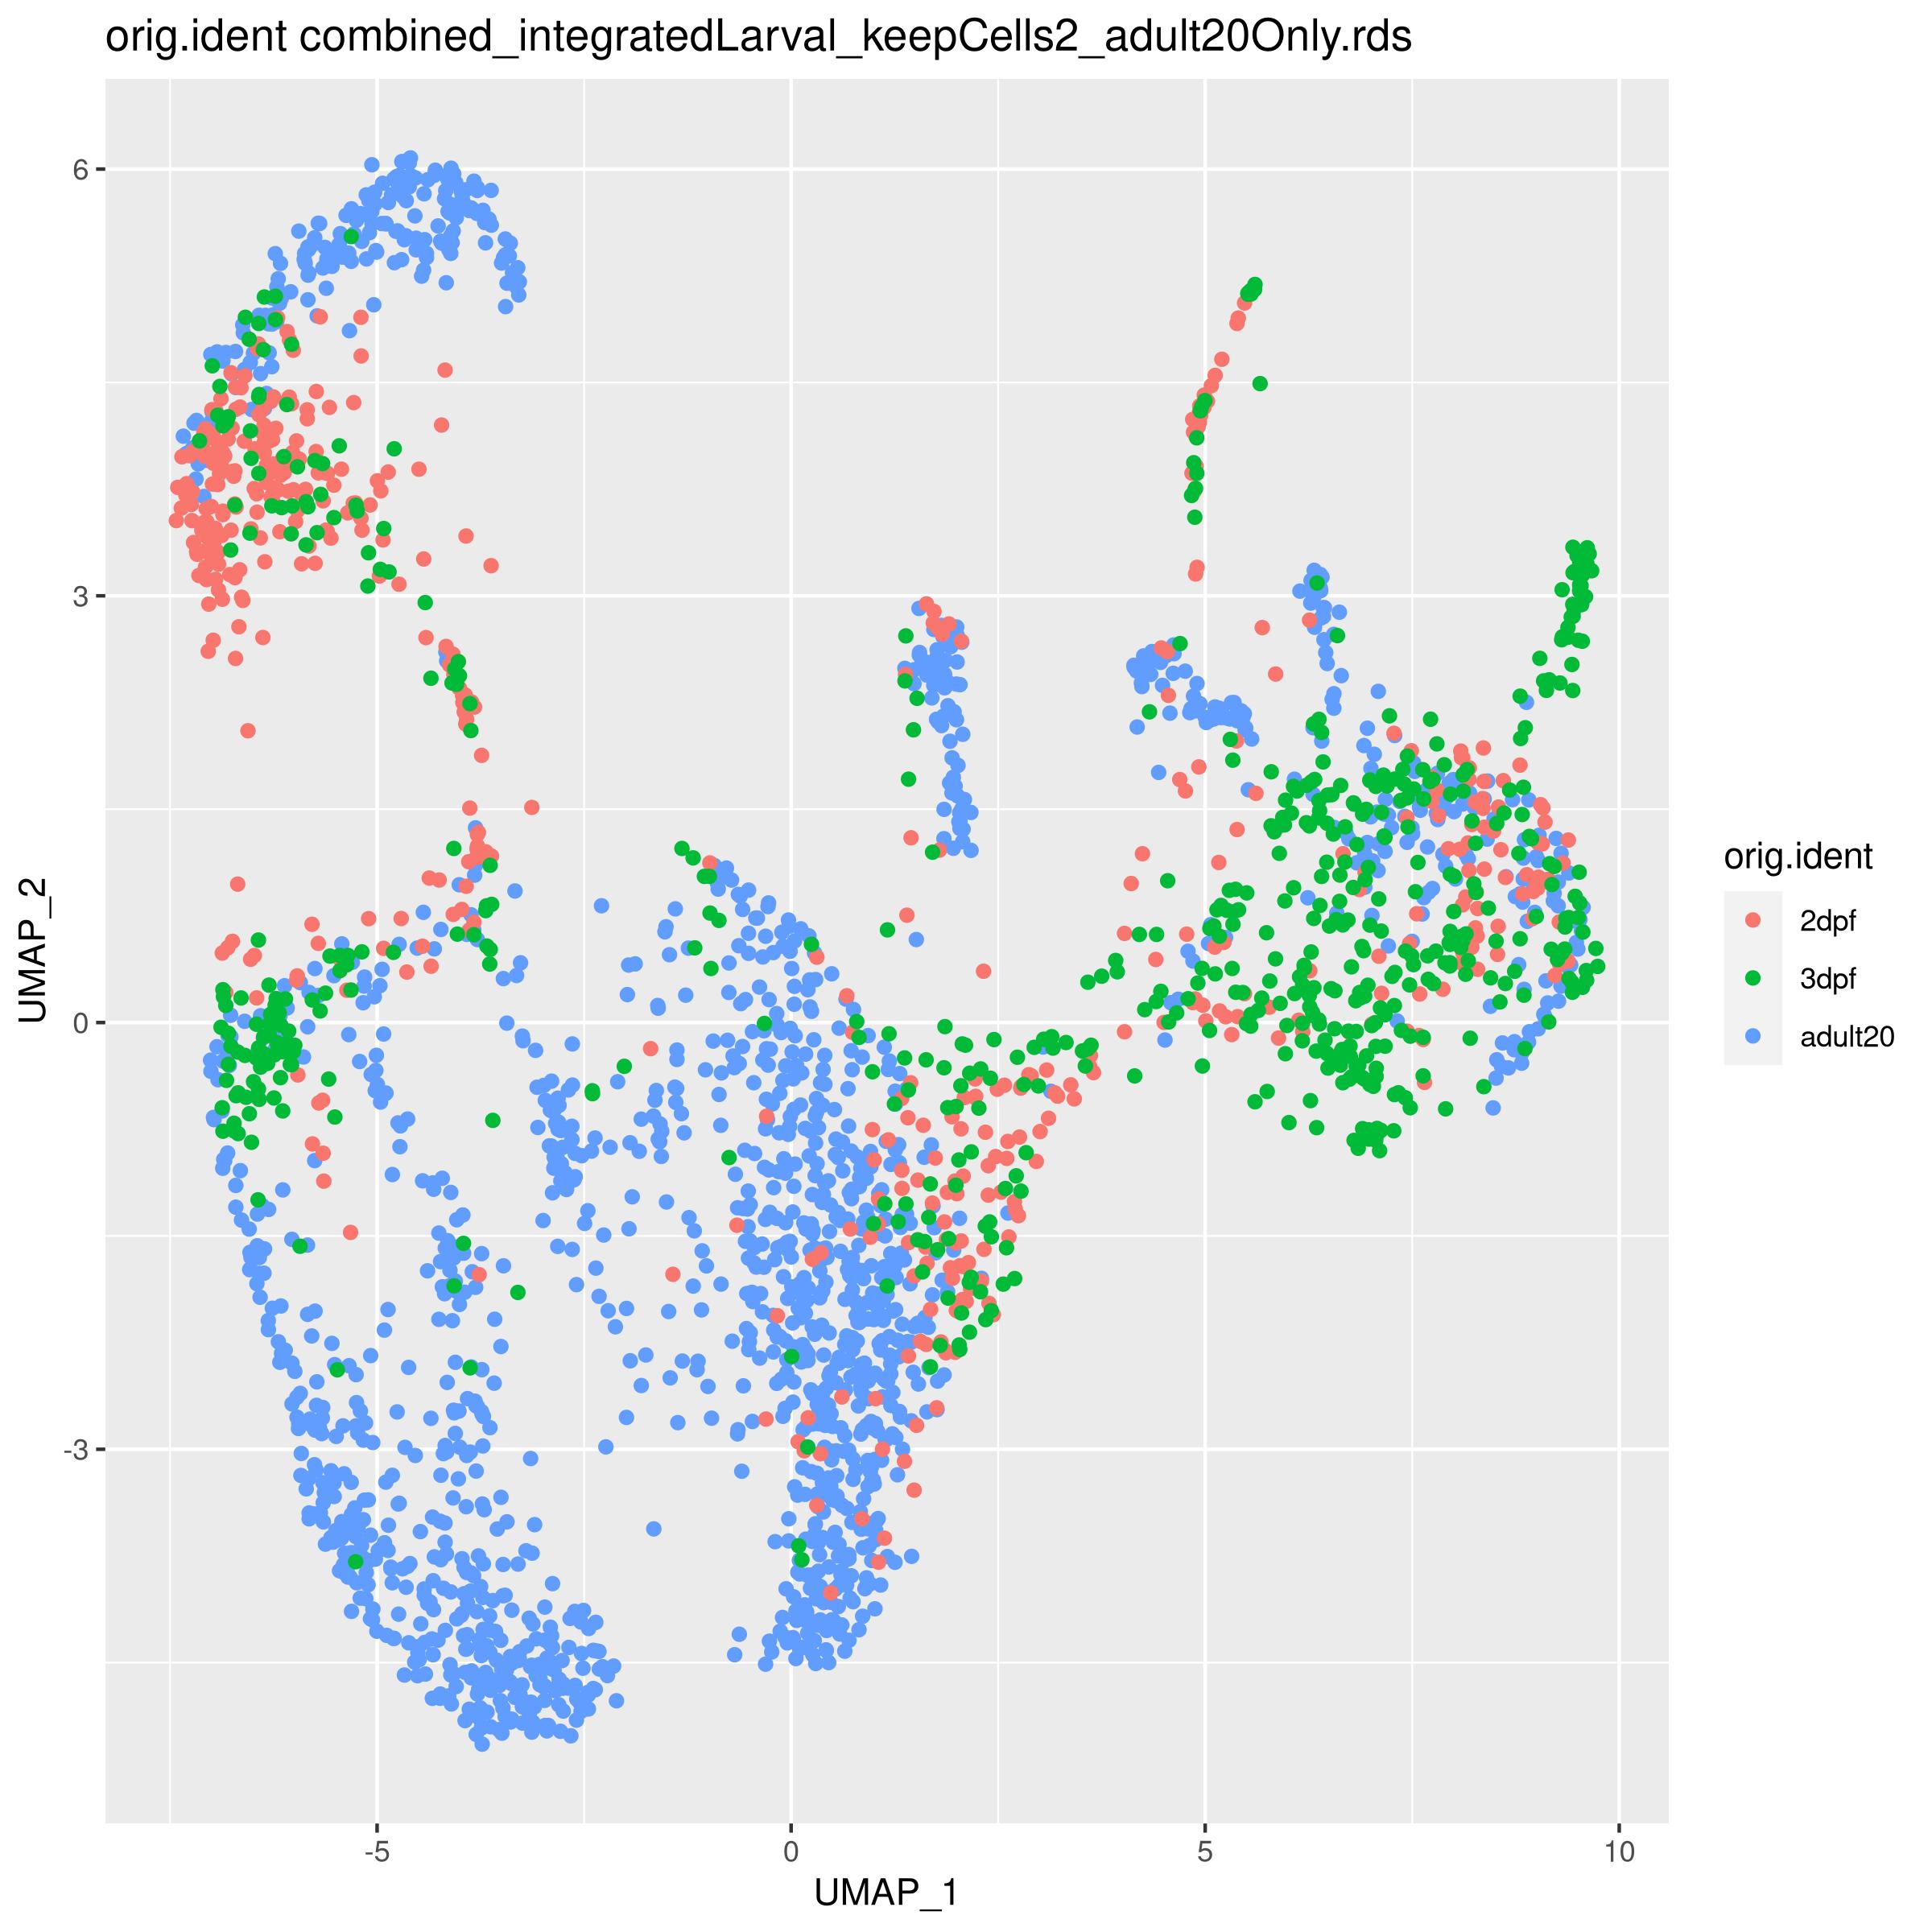 orig.ident combined_integratedLarval_keepCells2_adult20Only.rds
6
3
0
-3
UMAP_2
-5
0
5
10
UMAP_1
orig.ident
2dpf
3dpf
adult20